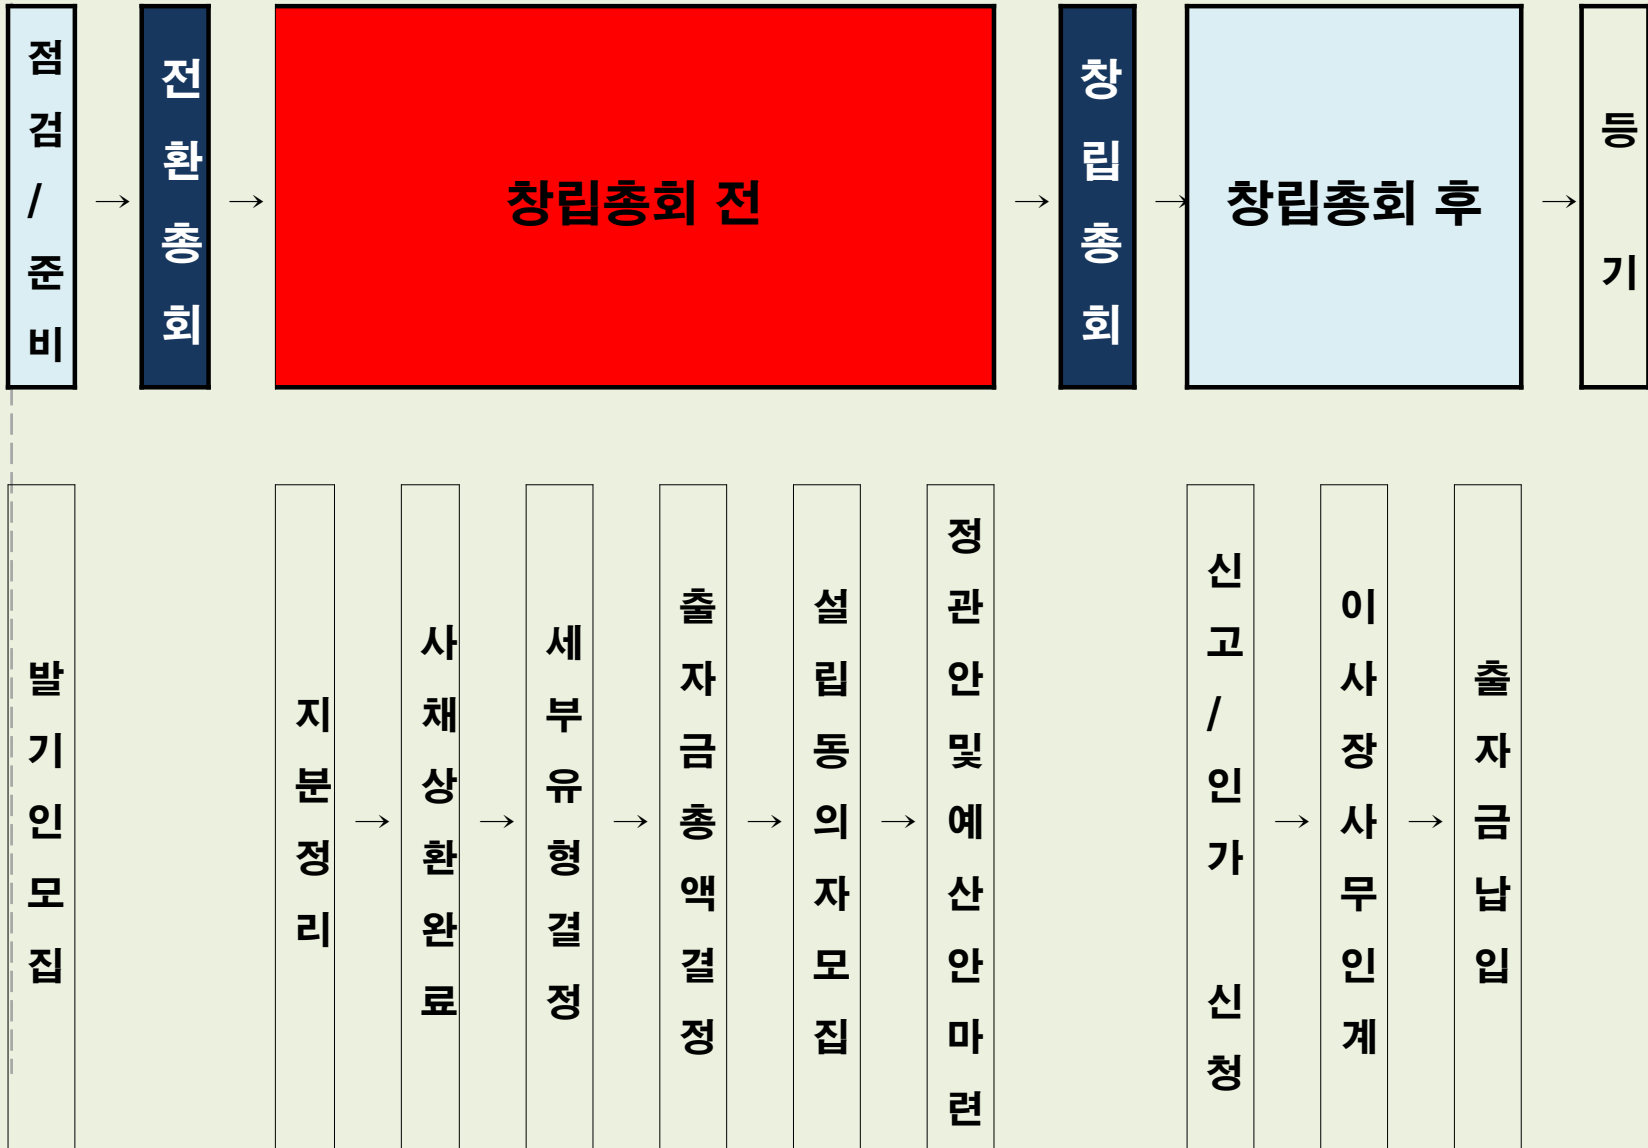 점검/준비
→
전환총회
→
창립총회 전
→
창립총회
→
창립총회 후
→
등기
발기인모집
지분정리
→
사채상환완료
→
세부유형결정
→
출자금총액결정
→
설립동의자모집
→
정관안및예산안마련
신고/인가 신청
→
이사장사무인계
→
출자금납입